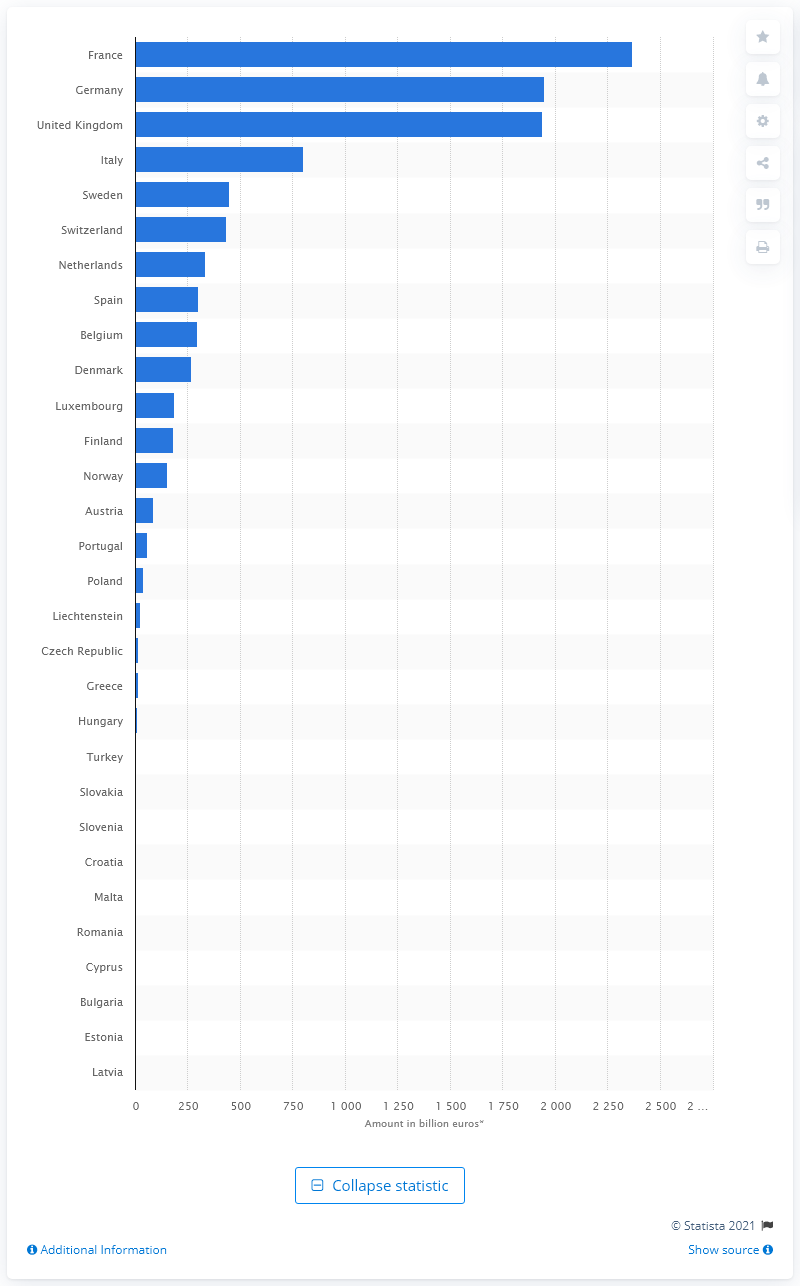 France
Germany
United Kingdom
Italy
Sweden
Switzerland
Netherlands
Spain
Belgium
Denmark
Luxembourg
Finland
Norway
Austria
Portugal
Poland
Liechtenstein
Czech Republic
Greece
Hungary
Turkey
Slovakia
Slovenia
Croatia
Malta
Romania
Cyprus
Bulgaria
Estonia
Latvia
0 250 500 750 1 000 1 250 1 500 1 750 2 000 2 250 2 500 2 ...
Amount in billion euros*
Collapse statistic
© Statista 2021
Additional Information Show source